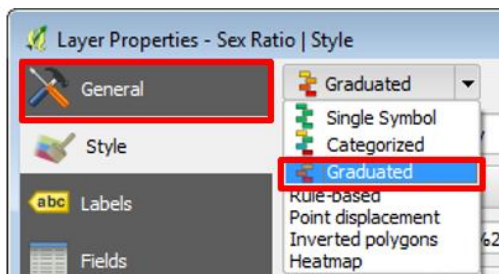 Layer Properties - Sex Ratio | Style
General
Graduated
Single Symbol
Style
Categorized
Graduated
abc Labels
Rule-based
Point displacement
Inverted polygons
Fields
Heatmap